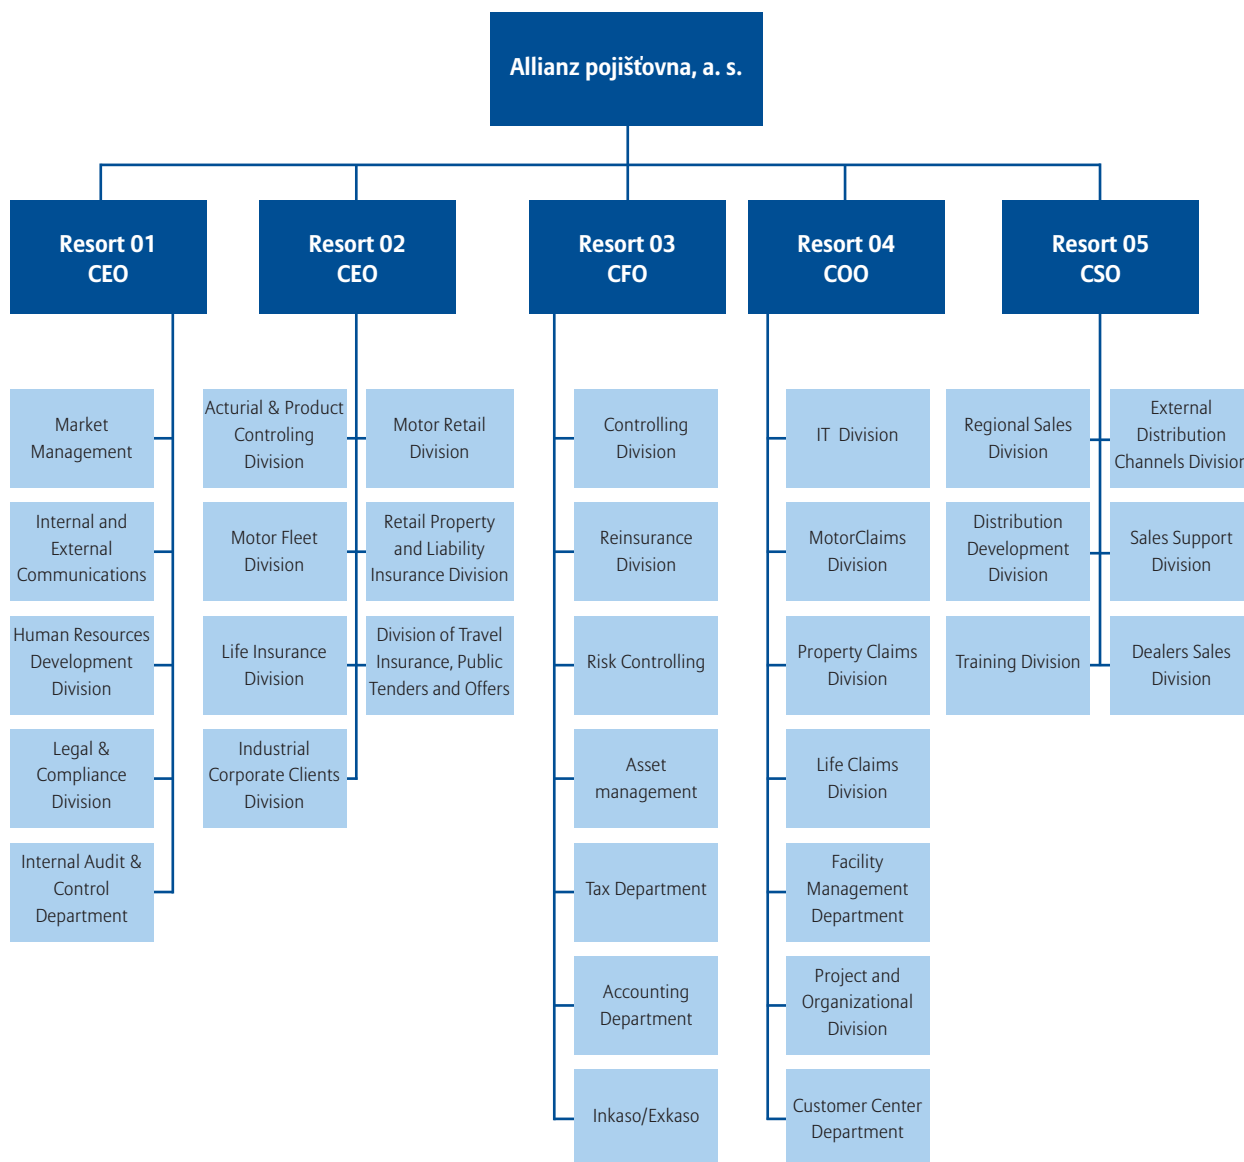 Allianz pojišťovna, a. s.
Resort 01
CEO
Resort 02
CEO
Resort 03
CFO
Resort 04
COO
Resort 05
CSO
Market
Management
Internal and
External
Communications
Human Resources
Development
Division
Legal &
Compliance
Division
Internal Audit &
Control
Department
Acturial & Product
Controling
Division
Motor Fleet
Division
Life Insurance
Division
Industrial
Corporate Clients
Division
Motor Retail
Division
Retail Property
and Liability
Insurance Division
Division of Travel
Insurance, Public
Tenders and Offers
Controlling
Division
Reinsurance
Division
Risk Controlling
Asset
management
Tax Department
Accounting
Department
Inkaso/Exkaso
IT Division
MotorClaims
Division
Property Claims
Division
Life Claims
Division
Facility
Management
Department
Project and
Organizational
Division
Customer Center
Department
Regional Sales
Division
Distribution
Development
Division
Training Division
External
Distribution
Channels Division
Sales Support
Division
Dealers Sales
Division